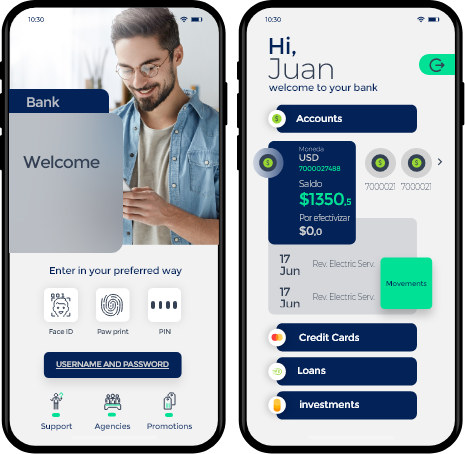 10:30
Bank
Welcome
Enter in your preferred way
Face ID
Paw print
PIN
USERNAME AND PASSWORD
Support
Agencies
Promotions
10:30
Hi,
Juan
welcome to your bank
Accounts
Moneda
USD
7000027488
Saldo
$1350,5
Por efectivizar
$0,0
7000021
7000021
17
Jun
Rev. Electric Serv.
17
Jun
Rev. Electric Serv.
Movements
Credit Cards
Loans
investments